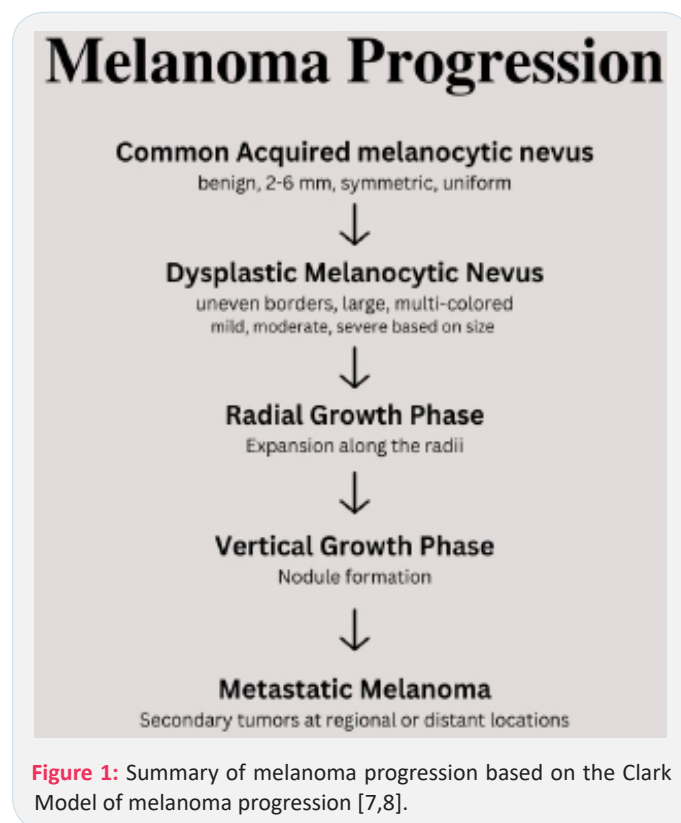 Melanoma Progression
Common Acquired melanocytic nevus
benign, 2-6 mm, symmetric, uniform
Dysplastic Melanocytic Nevus
uneven borders, large, multi-colored
mild, moderate, severe based on size
Radial Growth Phase
Expansion along the radii
Vertical Growth Phase
Nodule formation
Metastatic Melanoma
Secondary tumors at regional or distant locations
Figure 1: Summary of melanoma progression based on the Clark
Model of melanoma progression [7,8].